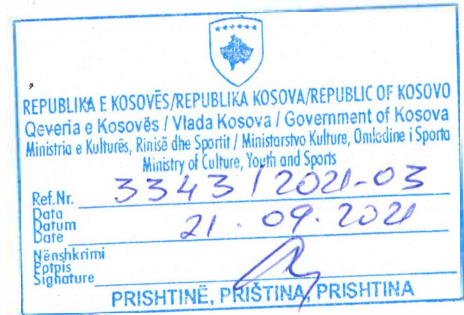 REPUBLIKA E KOSOVËS/REPUBLIKA KOSOVA/REPUBLIC OF KOSOVO
Qeveria e Kosovës / Vlada Kosova / Government of Kosova
Ministria e Kulturës, Rinisë dhe Sportit / Ministarstvo Kulture, Omladine i Sporta
Ministry of Culture, Youth and Sports
Ref.Nr. 3343 / 2021-03
Data
Datum 21.09.2021
Date
Nënshkrimi
Potpis
Signature
PRISHTINË, PRIŠTINA, PRISHTINA